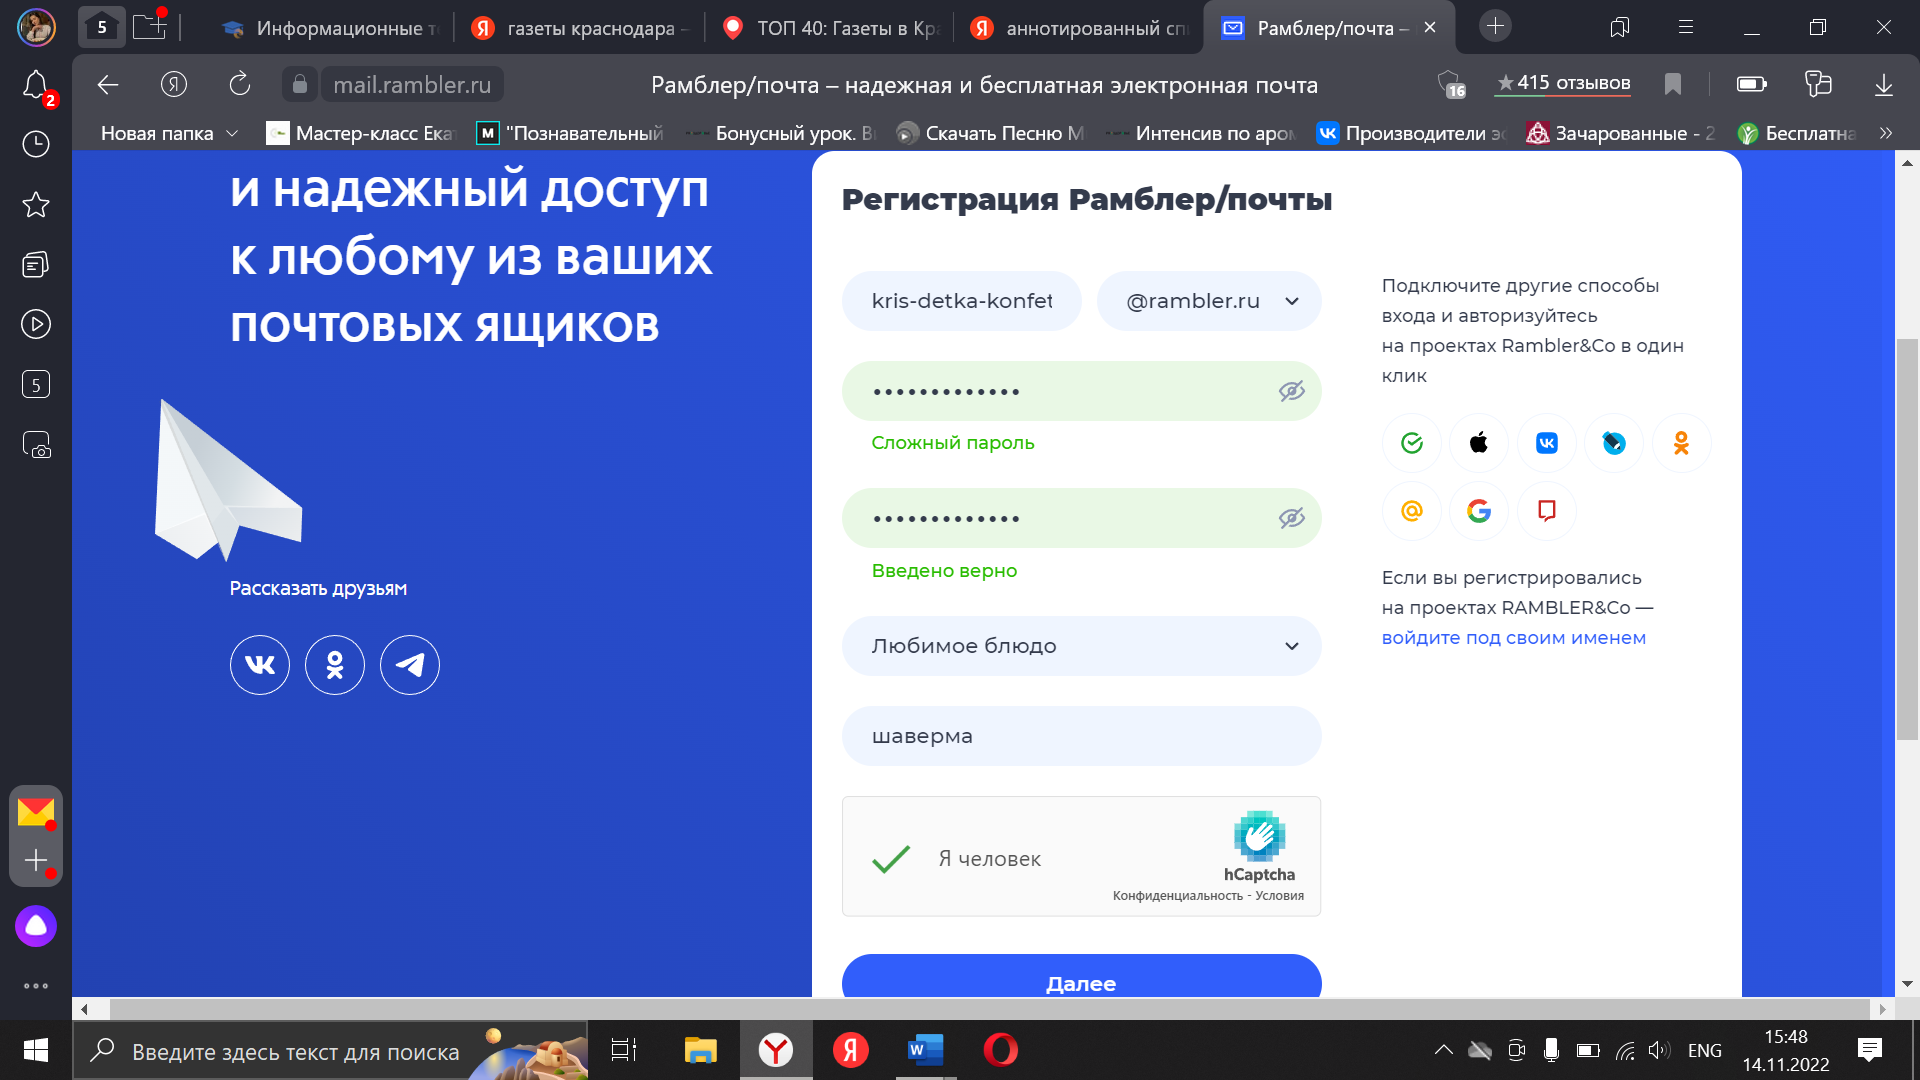 5
Информационные т
газеты краснодара –
ТОП 40: Газеты в Кра
аннотированный спи
Рамблер/почта –
2
mail.rambler.ru
Рамблер/почта – надежная и бесплатная электронная почта
16
★415 отзывов
Новая папка
Мастер-класс Ека
"Познавательный
Бонусный урок. В
Скачать Песню М
Интенсив по аром
Производители э
Зачарованные - 2
Бесплатна
и надежный доступ
к любому из ваших
почтовых ящиков
Рассказать друзьям
Регистрация Рамблер/почты
kris-detka-konfet
@rambler.ru
Сложный пароль
Введено верно
Любимое блюдо
шаверма
Я человек
hCaptcha
Конфиденциальность - Условия
Далее
Подключите другие способы
входа и авторизуйтесь
на проектах Rambler&Co в один
клик
Если вы регистрировались
на проектах RAMBLER&Co —
войдите под своим именем
5
Введите здесь текст для поиска
ENG
15:48
14.11.2022